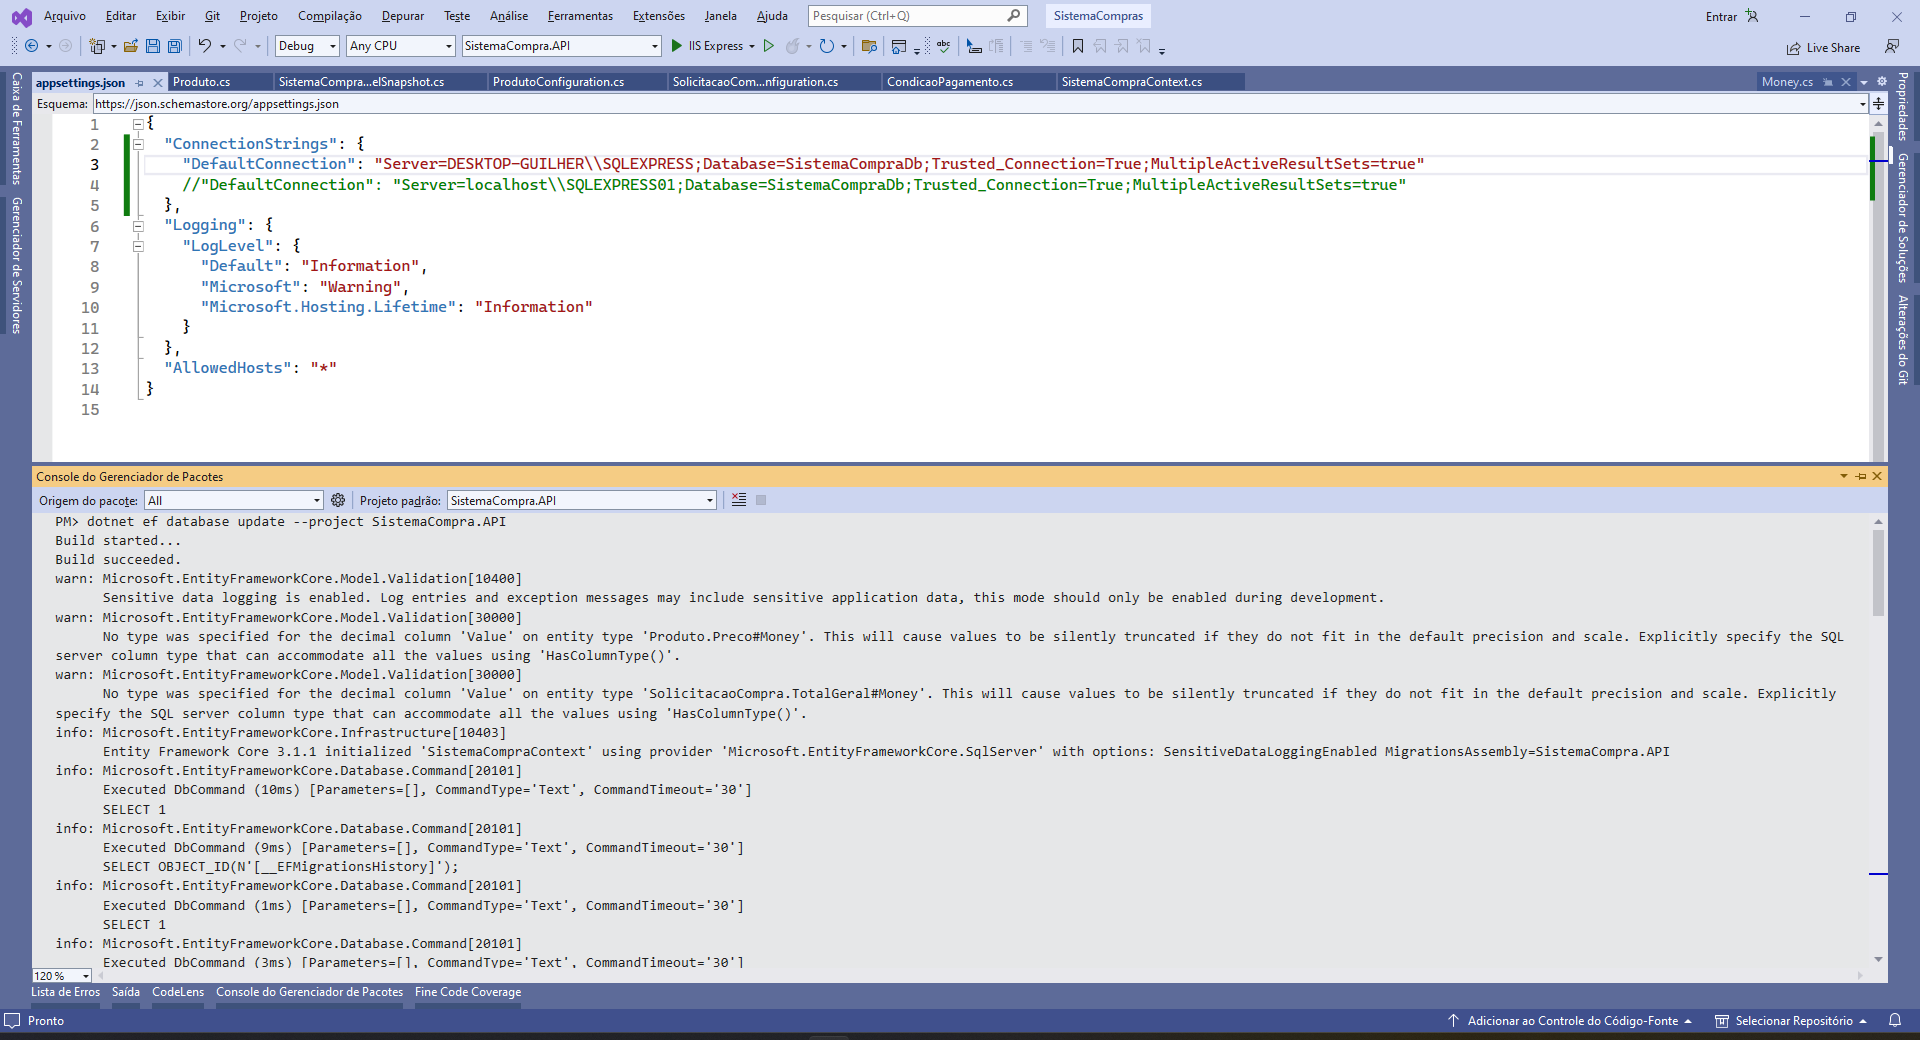 Arquivo Editar Exibir Git Projeto Compilação Depurar Teste Análise Ferramentas Extensões Janela Ajuda Pesquisar (Ctrl+Q) SistemaCompras Entrar
Debug Any CPU SistemaCompra.API IIS Express Live Share
appsettings.json Produto.cs SistemaCompra...elSnapshot.cs ProdutoConfiguration.cs SolicitacaoCom...nfiguration.cs CondicaoPagamento.cs SistemaCompraContext.cs Money.cs
Esquema: https://json.schemastore.org/appsettings.json
Caixa de Ferramentas
Gerenciador de Servidores
1 {
2 "ConnectionStrings": {
3 "DefaultConnection": "Server=DESKTOP-GUILHER\\SQLEXPRESS;Database=SistemaCompraDb;Trusted_Connection=True;MultipleActiveResultSets=true"
4 //"DefaultConnection": "Server=localhost\\SQLEXPRESS01;Database=SistemaCompraDb;Trusted_Connection=True;MultipleActiveResultSets=true"
5 },
6 "Logging": {
7 "LogLevel": {
8 "Default": "Information",
9 "Microsoft": "Warning",
10 "Microsoft.Hosting.Lifetime": "Information"
11 }
12 },
13 "AllowedHosts": "*"
14 }
15
Propriedades
Gerenciador de Soluções
Alterações do Git
Console do Gerenciador de Pacotes
Origem do pacote: All Projeto padrão: SistemaCompra.API
PM> dotnet ef database update --project SistemaCompra.API
Build started...
Build succeeded.
warn: Microsoft.EntityFrameworkCore.Model.Validation[10400]
Sensitive data logging is enabled. Log entries and exception messages may include sensitive application data, this mode should only be enabled during development.
warn: Microsoft.EntityFrameworkCore.Model.Validation[30000]
No type was specified for the decimal column 'Value' on entity type 'Produto.Preco#Money'. This will cause values to be silently truncated if they do not fit in the default precision and scale. Explicitly specify the SQL
server column type that can accommodate all the values using 'HasColumnType()'.
warn: Microsoft.EntityFrameworkCore.Model.Validation[30000]
No type was specified for the decimal column 'Value' on entity type 'SolicitacaoCompra.TotalGeral#Money'. This will cause values to be silently truncated if they do not fit in the default precision and scale. Explicitly
specify the SQL server column type that can accommodate all the values using 'HasColumnType()'.
info: Microsoft.EntityFrameworkCore.Infrastructure[10403]
Entity Framework Core 3.1.1 initialized 'SistemaCompraContext' using provider 'Microsoft.EntityFrameworkCore.SqlServer' with options: SensitiveDataLoggingEnabled MigrationsAssembly=SistemaCompra.API
info: Microsoft.EntityFrameworkCore.Database.Command[20101]
Executed DbCommand (10ms) [Parameters=[], CommandType='Text', CommandTimeout='30']
SELECT 1
info: Microsoft.EntityFrameworkCore.Database.Command[20101]
Executed DbCommand (9ms) [Parameters=[], CommandType='Text', CommandTimeout='30']
SELECT OBJECT_ID(N'[__EFMigrationsHistory]');
info: Microsoft.EntityFrameworkCore.Database.Command[20101]
Executed DbCommand (1ms) [Parameters=[], CommandType='Text', CommandTimeout='30']
SELECT 1
info: Microsoft.EntityFrameworkCore.Database.Command[20101]
Executed DbCommand (3ms) [Parameters=[], CommandType='Text', CommandTimeout='30']
120 %
Lista de Erros Saída CodeLens Console do Gerenciador de Pacotes Fine Code Coverage
Pronto Adicionar ao Controle do Código-Fonte Selecionar Repositório